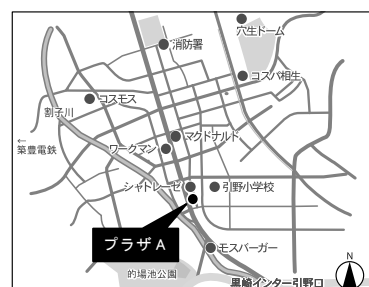 消防署
穴生ドーム
コスパ相生
コスモス
割子川
←
筑豊電鉄
マクドナルド
ワークマン
シャトレーゼ
引野小学校
プラザA
モスバーガー
的場池公園
黒崎インター引野口
N